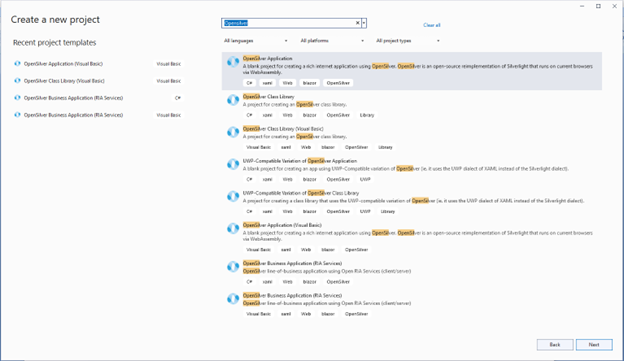 Create a new project
Opensilver
Clear all
Recent project templates
All languages
All platforms
All project types
OpenSilver Application (Visual Basic) Visual Basic
OpenSilver Class Library (Visual Basic) Visual Basic
OpenSilver Business Application (RIA Services) C#
OpenSilver Business Application (RIA Services) Visual Basic
OpenSilver Application
A blank project for creating a rich internet application using OpenSilver. OpenSilver is an open-source reimplementation of Silverlight that runs on current browsers
via WebAssembly.
C# xaml Web blazor OpenSilver
OpenSilver Class Library
A project for creating an OpenSilver class library.
C# xaml Web blazor OpenSilver Library
OpenSilver Class Library (Visual Basic)
A project for creating an OpenSilver class library.
Visual Basic xaml Web blazor OpenSilver Library
UWP-Compatible Variation of OpenSilver Application
A blank project for creating an app using UWP-compatible variation of OpenSilver (ie. it uses the UWP dialect of XAML instead of the Silverlight dialect).
C# xaml Web blazor OpenSilver UWP
UWP-Compatible Variation of OpenSilver Class Library
A project for creating a class library that uses the UWP-compatible variation of OpenSilver (ie. it uses the UWP dialect of XAML instead of the Silverlight dialect).
C# xaml Web blazor OpenSilver UWP Library
OpenSilver Application (Visual Basic)
A blank project for creating a rich internet application using OpenSilver. OpenSilver is an open-source reimplementation of Silverlight that runs on current browsers
via WebAssembly.
Visual Basic xaml Web blazor OpenSilver
OpenSilver Business Application (RIA Services)
OpenSilver line-of-business application using Open RIA Services (client/server)
C# xaml Web blazor OpenSilver
OpenSilver Business Application (RIA Services)
OpenSilver line-of-business application using Open RIA Services (client/server)
Visual Basic xaml Web blazor OpenSilver
Back
Next